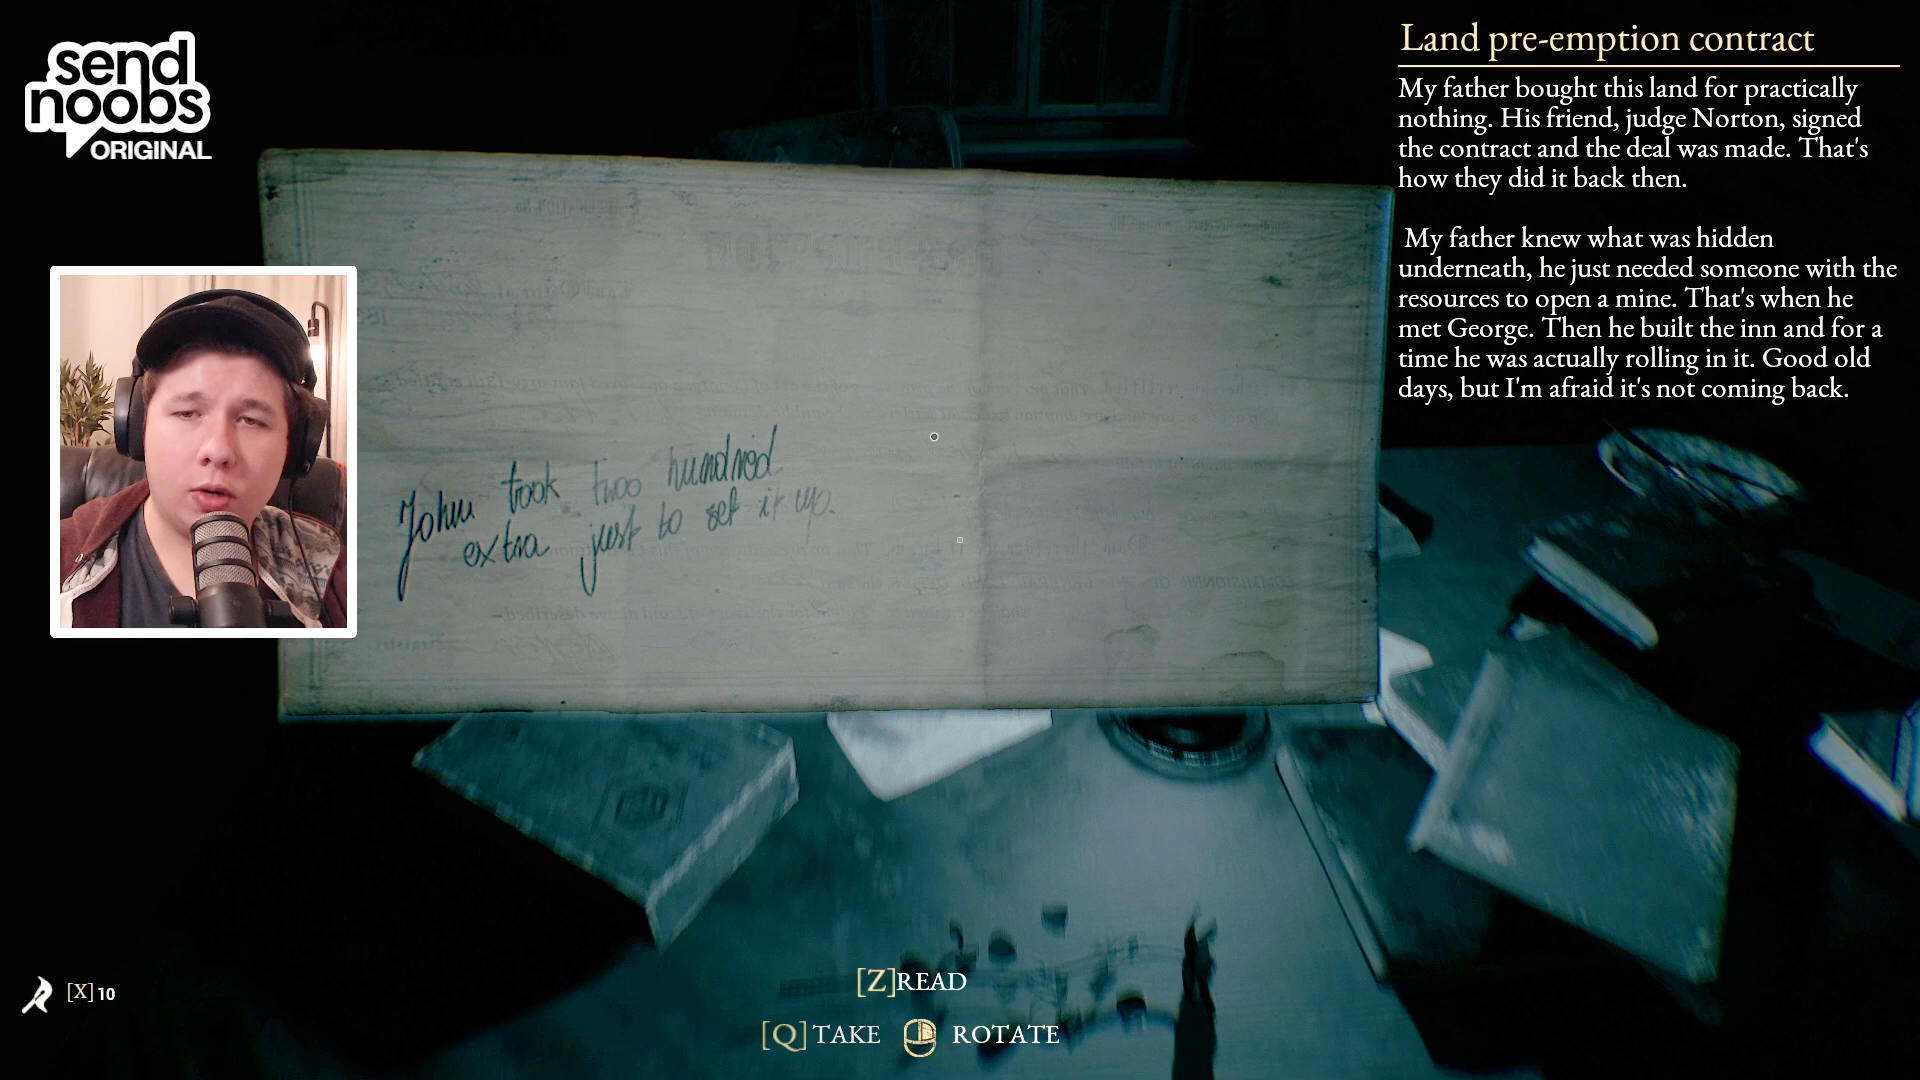 send
noobs
ORIGINAL
Land pre-emption contract
My father bought this land for practically
nothing. His friend, judge Norton, signed
the contract and the deal was made. That's
how they did it back then.
My father knew what was hidden
underneath, he just needed someone with the
resources to open a mine. That's when he
met George. Then he built the inn and for a
time he was actually rolling in it. Good old
days, but I'm afraid it's not coming back.
John took two hundred
extra just to set it up.
[X] 10
[Z]READ
[Q] TAKE ROTATE